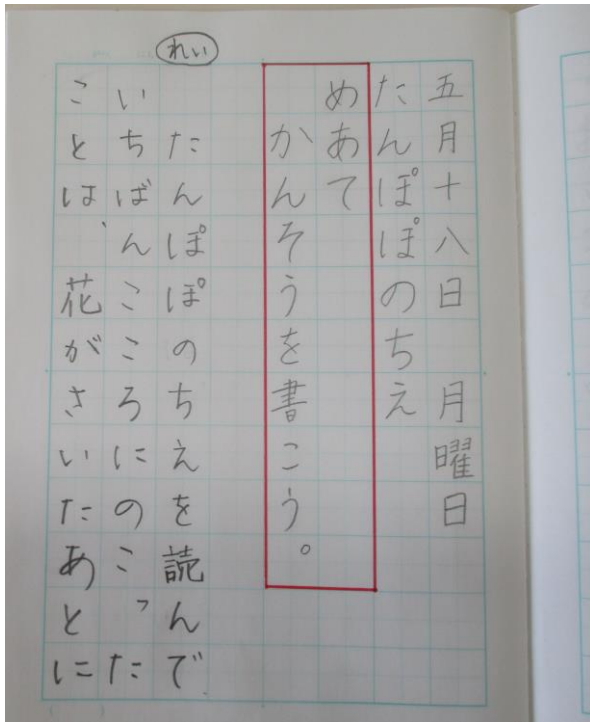 五月十八日　月曜日
たんぽぽのちえ
めあて
かんそうを書こう。
れい
たんぽぽのちえを読んで
いちばんこころにのこった
ことは、花がさいたあとに